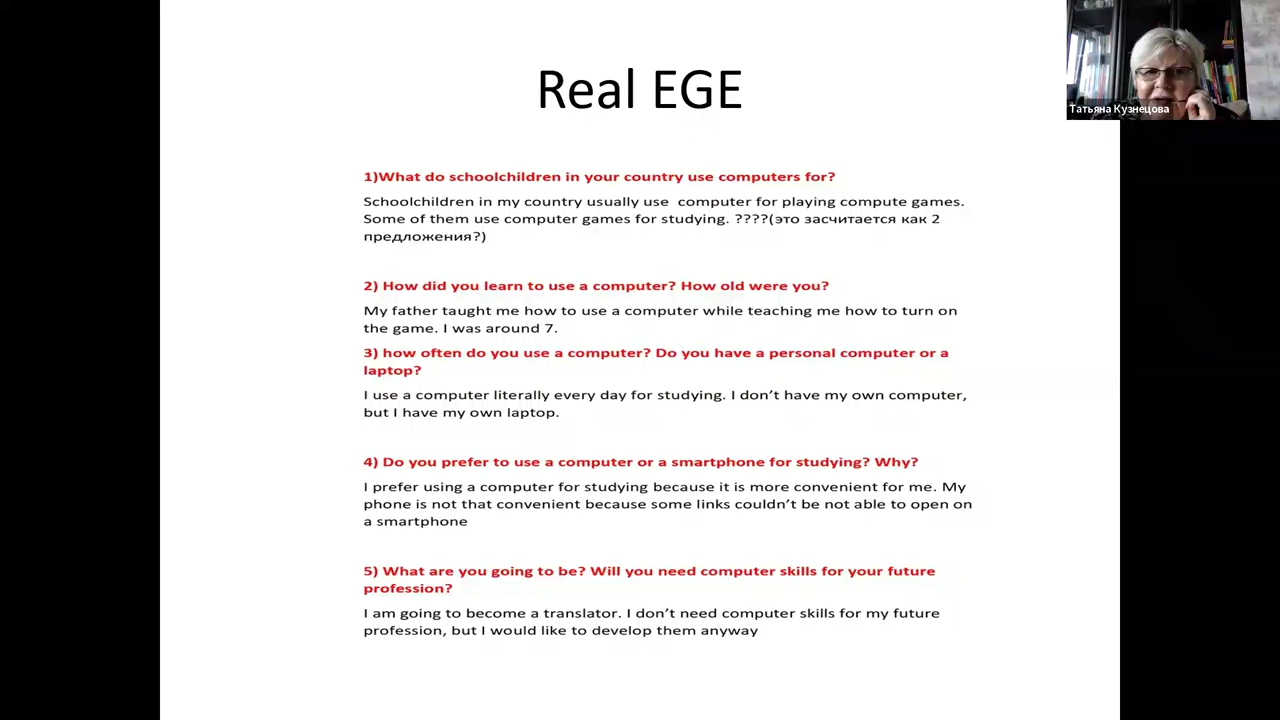 Real EGE
Татьяна Кузнецова
1)What do schoolchildren in your country use computers for?
Schoolchildren in my country usually use  computer for playing compute games.
Some of them use computer games for studying. ????(это засчитается как 2
предложения?)
2) How did you learn to use a computer? How old were you?
My father taught me how to use a computer while teaching me how to turn on
the game. I was around 7.
3) how often do you use a computer? Do you have a personal computer or a
laptop?
I use a computer literally every day for studying. I don’t have my own computer,
but I have my own laptop.
4) Do you prefer to use a computer or a smartphone for studying? Why?
I prefer using a computer for studying because it is more convenient for me. My
phone is not that convenient because some links couldn’t be not able to open on
a smartphone
5) What are you going to be? Will you need computer skills for your future
profession?
I am going to become a translator. I don’t need computer skills for my future
profession, but I would like to develop them anyway